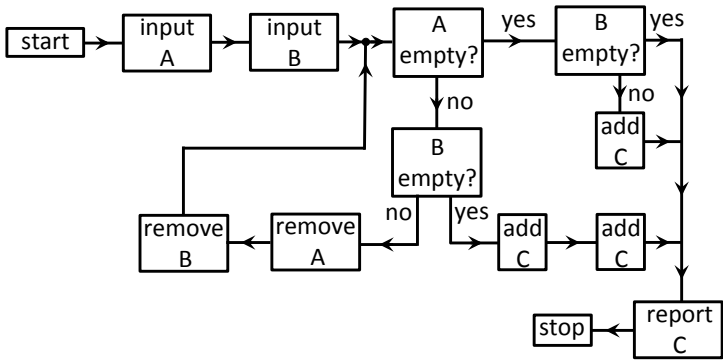 start
input
A
input
B
A
empty?
yes
B
empty?
yes
no
no
add
C
B
empty?
no
yes
remove
B
remove
A
add
C
add
C
report
C
stop